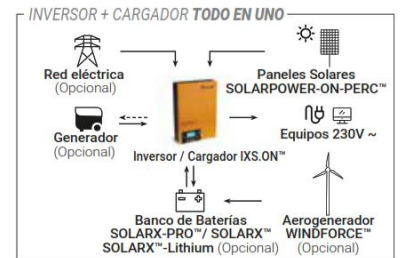 INVERSOR + CARGADOR TODO EN UNO
Red eléctrica
(Opcional)
Paneles Solares
SOLARPOWER-ON-PERC™
Generador
(Opcional)
Equipos 230V ~
Inversor / Cargador IXS.ON™
Banco de Baterías
SOLARX-PRO™/ SOLARX™
SOLARX™-Lithium (Opcional)
Aerogenerador
WINDFORCE™
(Opcional)